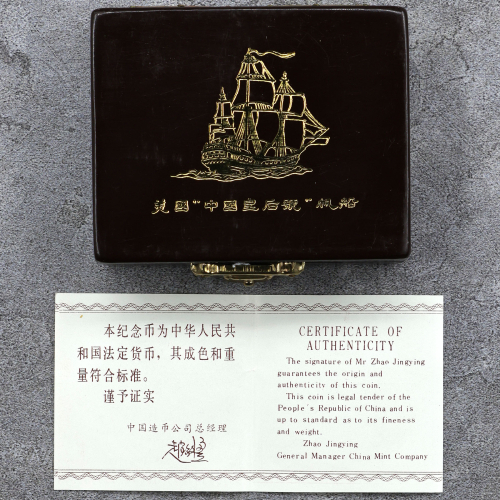 美國"中國皇后號"帆船
本纪念币为中华人民共
和国法定货币，其成色和重
量符合标准。
谨予证实
中国造币公司总经理
CERTIFICATE OF
AUTHENTICITY
The signature of Mr Zhao Jingying
guarantees the origin and
authenticity of this coin.
This coin is legal tender of the
People's Republic of China and is
up to standard as to its fineness
and weight.
Zhao Jingying
General Manager China Mint Company